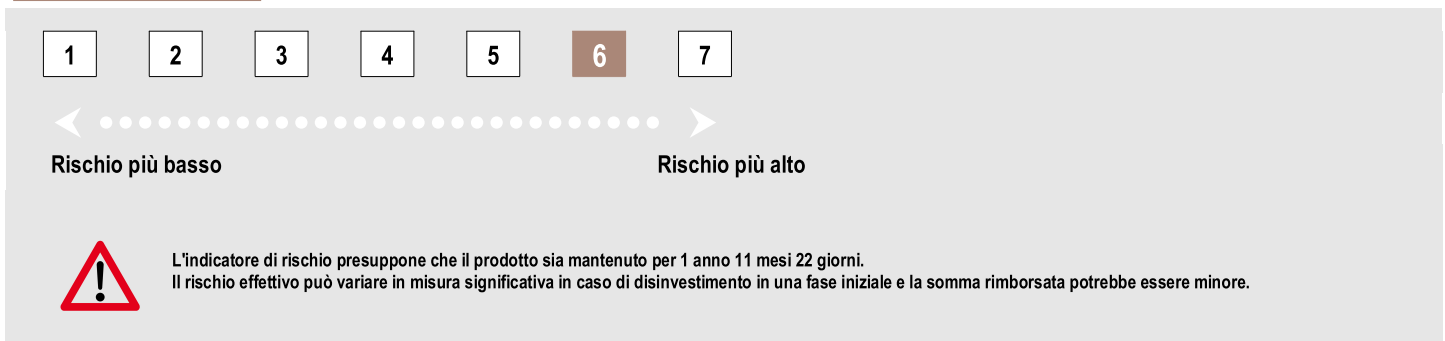 1 2 3 4 5 6 7
Rischio più basso Rischio più alto
L'indicatore di rischio presuppone che il prodotto sia mantenuto per 1 anno 11 mesi 22 giorni.
Il rischio effettivo può variare in misura significativa in caso di disinvestimento in una fase iniziale e la somma rimborsata potrebbe essere minore.